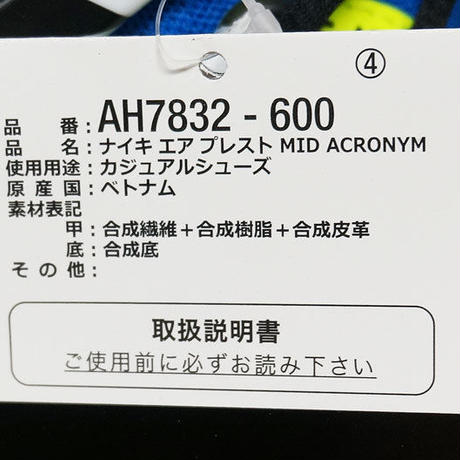 ④
品番：AH7832 - 600
品名：ナイキ エア プレスト MID ACRONYM
使用用途：カジュアルシューズ
原産国：ベトナム
素材表記
甲：合成繊維＋合成樹脂＋合成皮革
底：合成底
その他：
取扱説明書
ご使用前に必ずお読み下さい